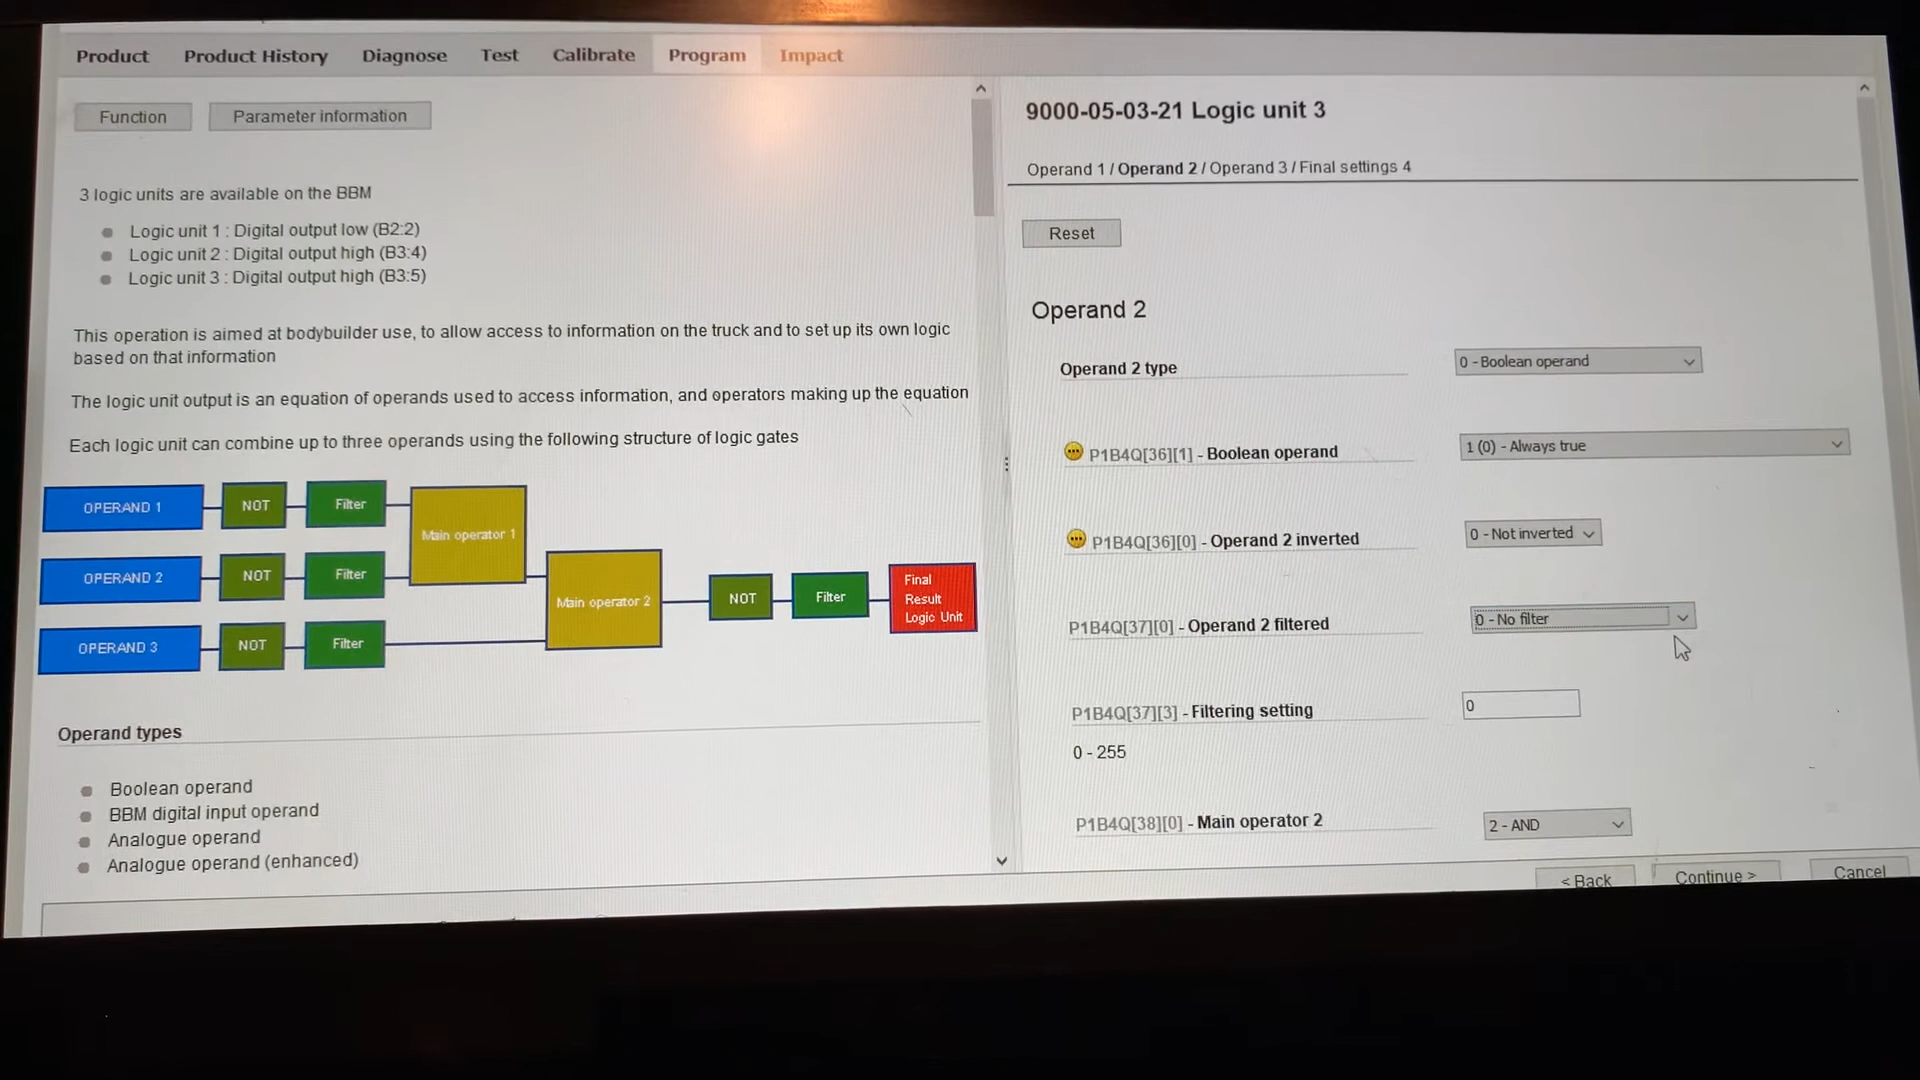 Product Product History Diagnose Test Calibrate Program Impact
Function Parameter information
3 logic units are available on the BBM
Logic unit 1 : Digital output low (B2:2)
Logic unit 2 : Digital output high (B3:4)
Logic unit 3 : Digital output high (B3:5)
This operation is aimed at bodybuilder use, to allow access to information on the truck and to set up its own logic
based on that information
The logic unit output is an equation of operands used to access information, and operators making up the equation
Each logic unit can combine up to three operands using the following structure of logic gates
OPERAND 1 NOT Filter
Main operator 1
OPERAND 2 NOT Filter
Main operator 2
NOT Filter
Final
Result
Logic Unit
OPERAND 3 NOT Filter
Operand types
Boolean operand
BBM digital input operand
Analogue operand
Analogue operand (enhanced)
9000-05-03-21 Logic unit 3
Operand 1 / Operand 2 / Operand 3 / Final settings 4
Reset
Operand 2
Operand 2 type 0 - Boolean operand
P1B4Q[36][1] - Boolean operand 1 (0) - Always true
P1B4Q[36][0] - Operand 2 inverted 0 - Not inverted
P1B4Q[37][0] - Operand 2 filtered 0 - No filter
P1B4Q[37][3] - Filtering setting 0
0 - 255
P1B4Q[38][0] - Main operator 2 2 - AND
< Back Continue > Cancel